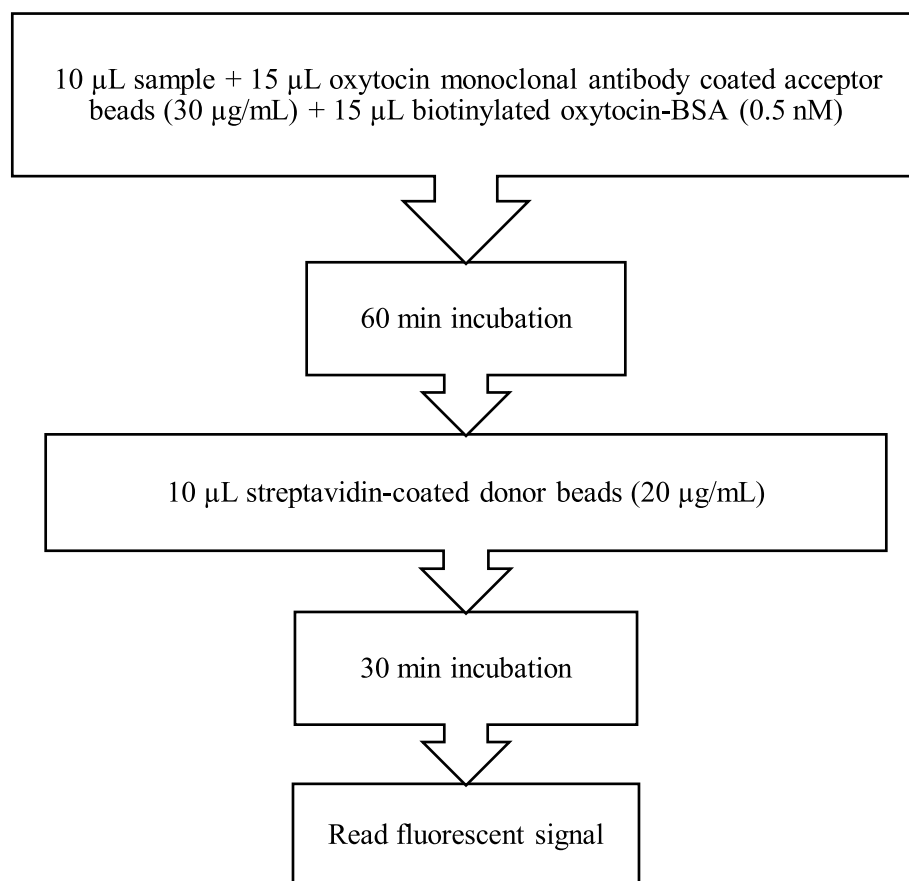 10 µL sample + 15 µL oxytocin monoclonal antibody coated acceptor
beads (30 µg/mL) + 15 µL biotinylated oxytocin-BSA (0.5 nM)
60 min incubation
10 µL streptavidin-coated donor beads (20 µg/mL)
30 min incubation
Read fluorescent signal